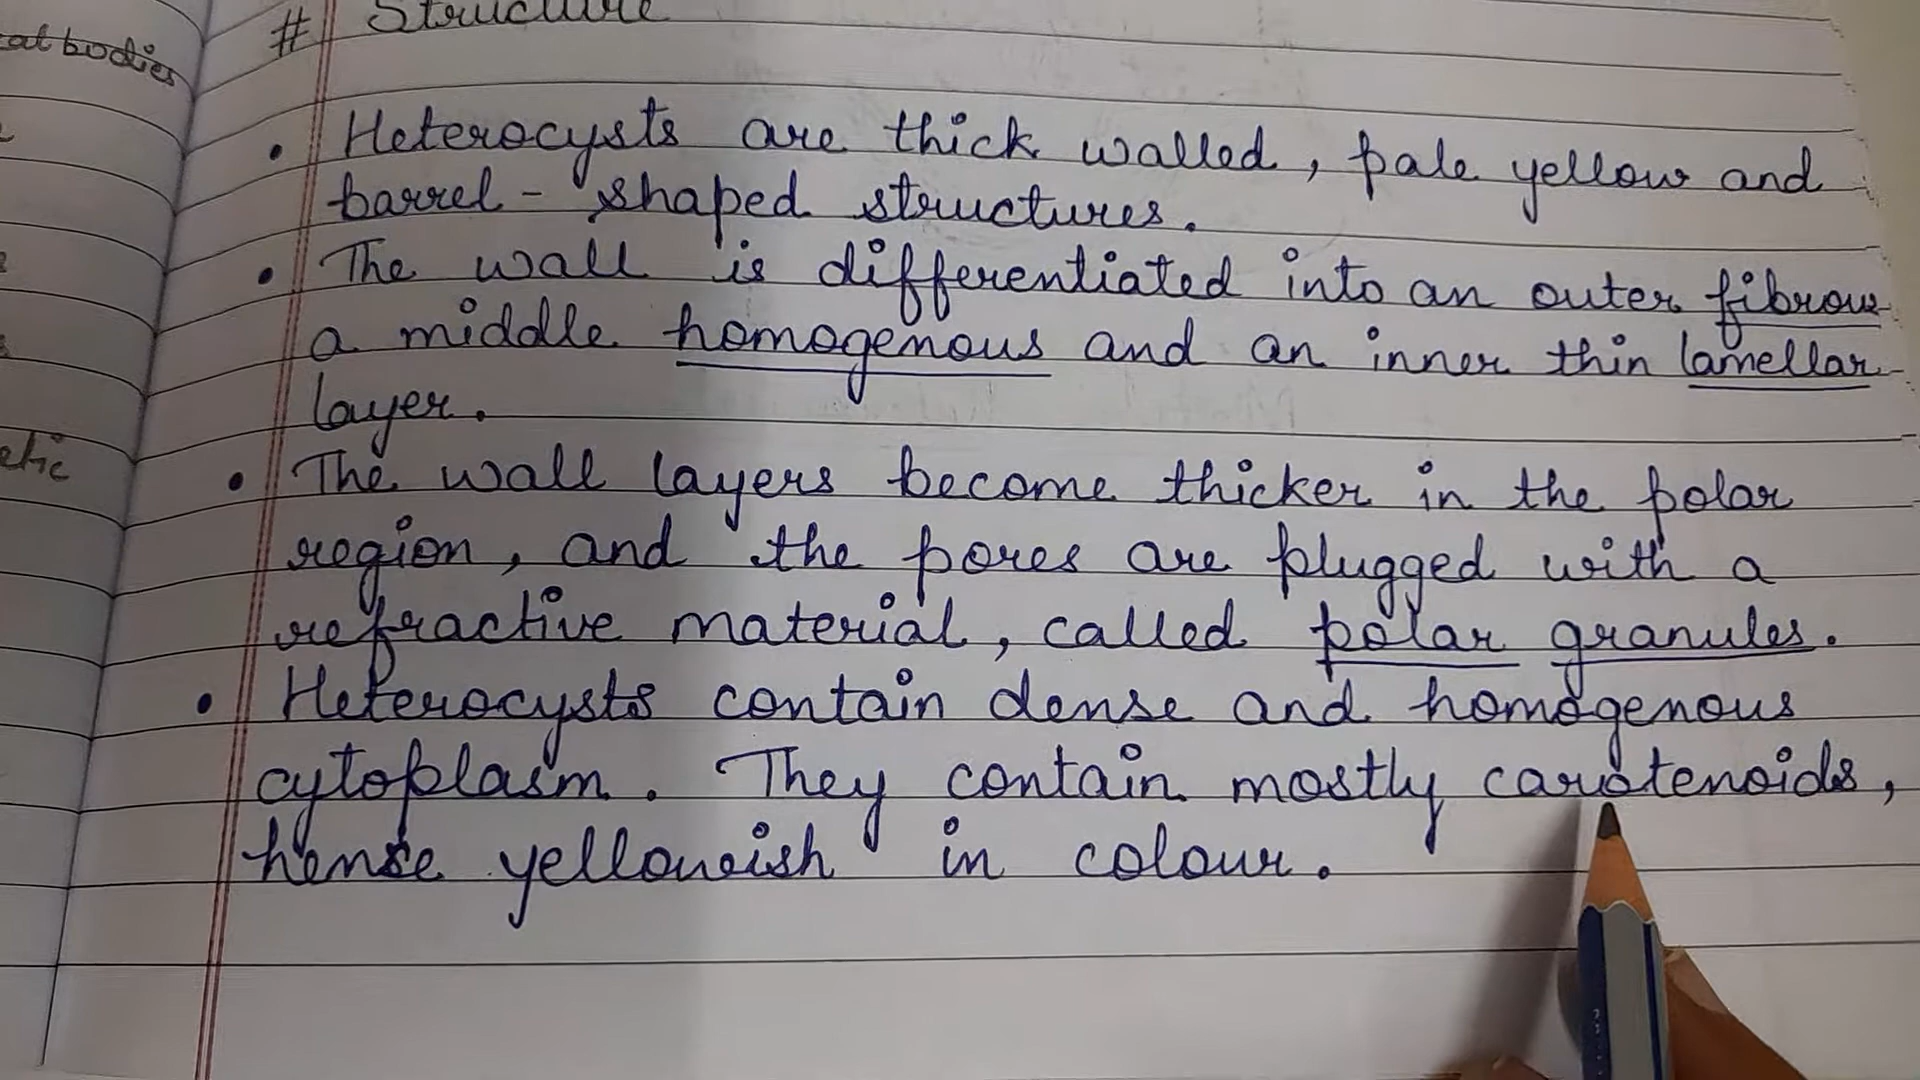 at bodies
# Structure
• Heterocysts are thick walled, pale yellow and
barrel - shaped structures.
• The wall is differentiated into an outer fibrous
a middle homogenous and an inner thin lamellar
layer.
etic
• The wall layers become thicker in the polar
region, and the pores are plugged with a
refractive material, called polar granules.
• Heterocysts contain dense and homogenous
cytoplasm. They contain mostly carotenoids,
hence yellowish in colour.